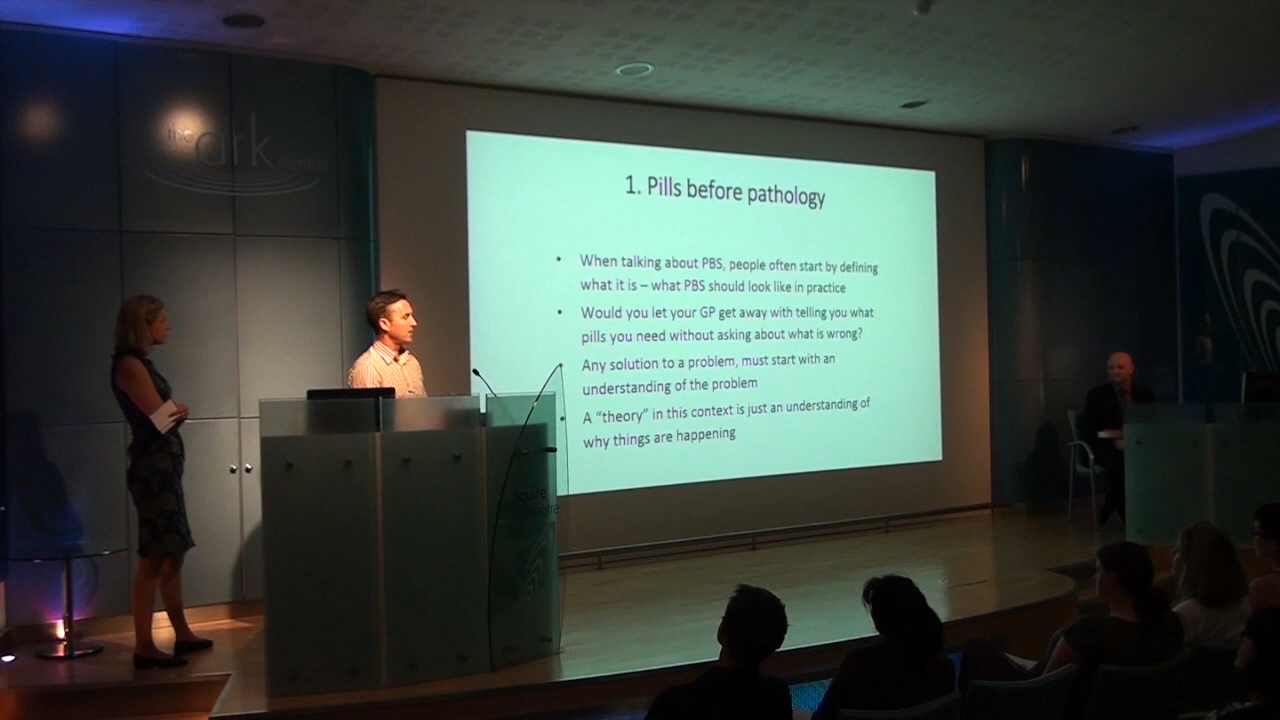 the ark centre
1. Pills before pathology
• When talking about PBS, people often start by defining
what it is – what PBS should look like in practice
• Would you let your GP get away with telling you what
pills you need without asking about what is wrong?
• Any solution to a problem, must start with an
understanding of the problem
• A “theory” in this context is just an understanding of
why things are happening
squire